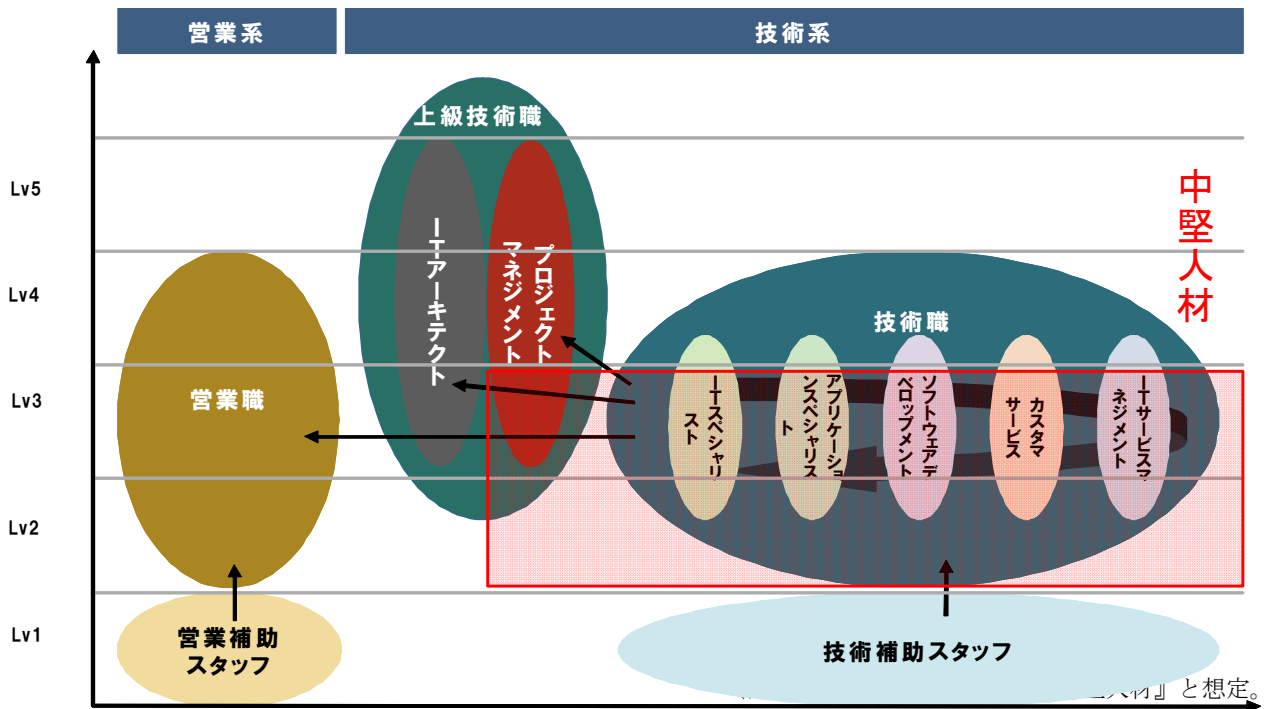 営業系
技術系
上級技術職
Lv5
Lv4
Lv3
Lv2
Lv1
中堅人材
営業職
ITアーキテクト
プロジェクト
マネジメント
技術職
ITスペシャリ
スト
アプリケーショ
ンスペシャリス
ト
ソフトウェアデ
ベロップメント
カスタマ
サービス
ITサービスマ
ネジメント
営業補助
スタッフ
技術補助スタッフ
人材』と想定。